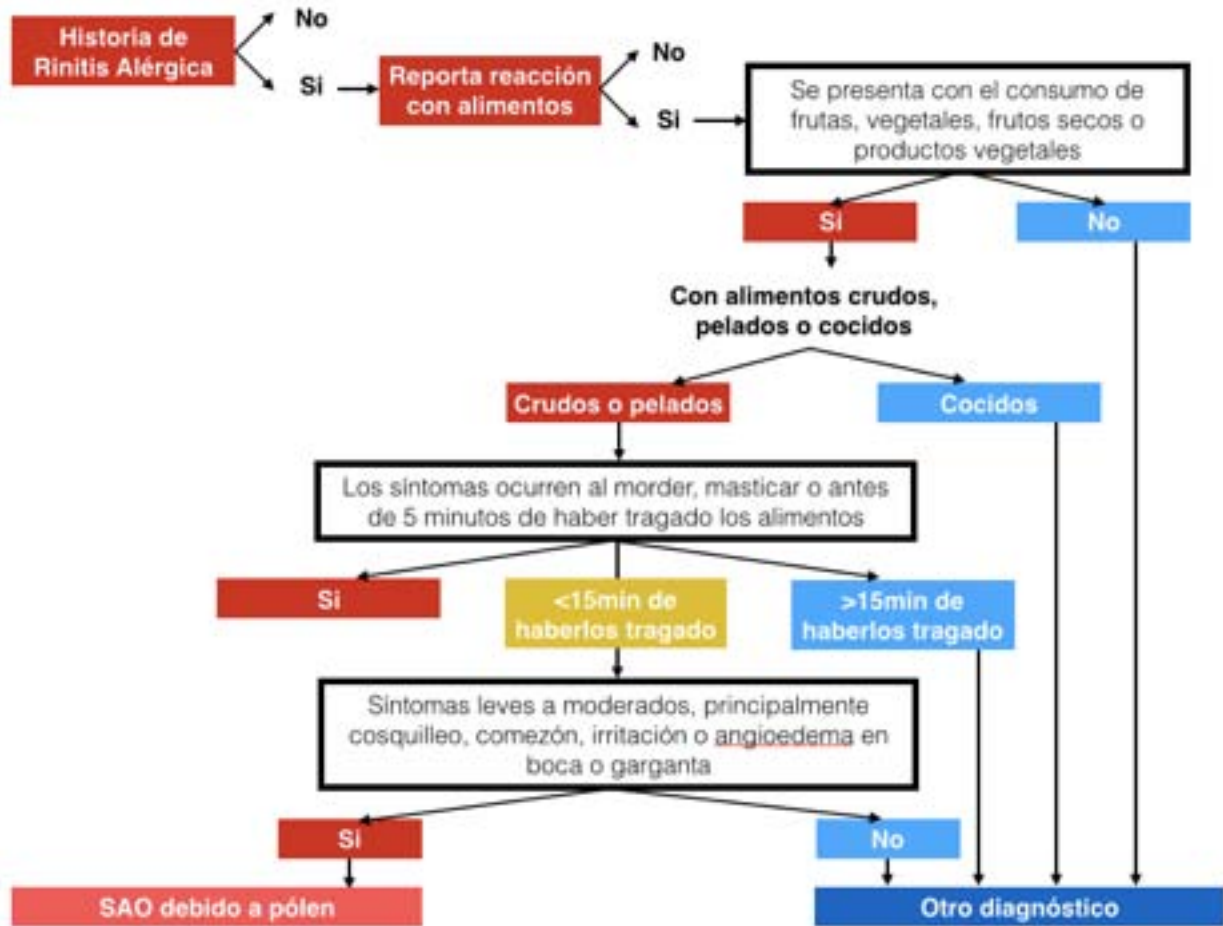 Historia de
Rinitis Alérgica
No
Si
Reporta reacción
con alimentos
No
Si
Se presenta con el consumo de
frutas, vegetales, frutos secos o
productos vegetales
Si
No
Con alimentos crudos,
pelados o cocidos
Crudos o pelados
Cocidos
Los síntomas ocurren al morder, masticar o antes
de 5 minutos de haber tragado los alimentos
Si
<15min de
haberlos tragado
>15min de
haberlos tragado
Síntomas leves a moderados, principalmente
cosquilleo, comezón, irritación o angioedema en
boca o garganta
Si
No
SAO debido a pólen
Otro diagnóstico